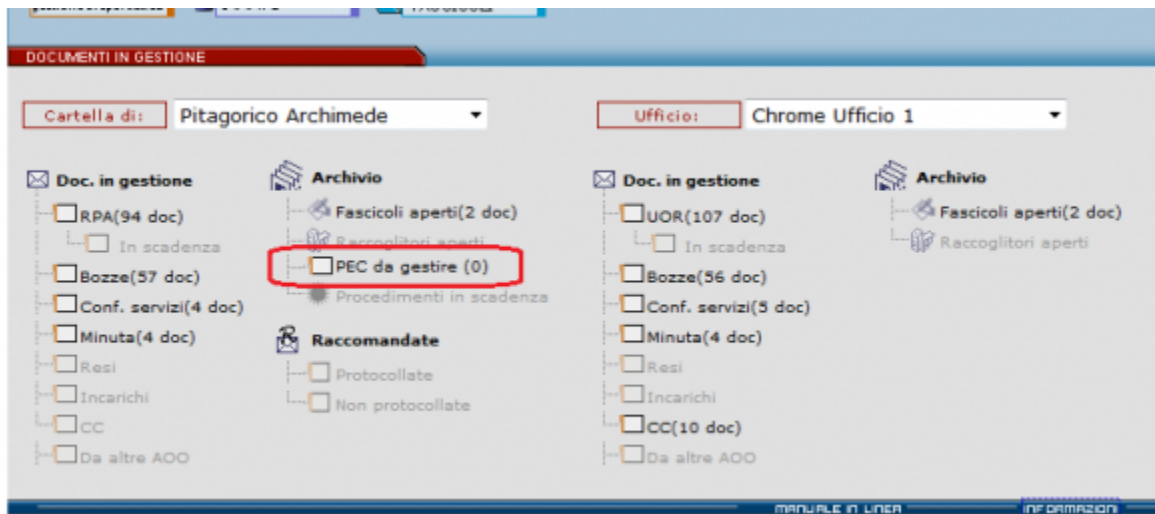 DOCUMENTI IN GESTIONE
Cartella di:
Pitagorico Archimede
Ufficio:
Chrome Ufficio 1
Doc. in gestione
RPA(94 doc)
In scadenza
Bozze(57 doc)
Conf. servizi(4 doc)
Minuta(4 doc)
Resi
Incarichi
CC
Da altre AOO
Archivio
Fascicoli aperti(2 doc)
Raccoglitori aperti
PEC da gestire (0)
Procedimenti in scadenza
Raccomandate
Protocollate
Non protocollate
Doc. in gestione
UOR(107 doc)
In scadenza
Bozze(56 doc)
Conf. servizi(5 doc)
Minuta(4 doc)
Resi
Incarichi
CC(10 doc)
Da altre AOO
Archivio
Fascicoli aperti(2 doc)
Raccoglitori aperti
MANUALE IN LINEA
INFORMAZIONI